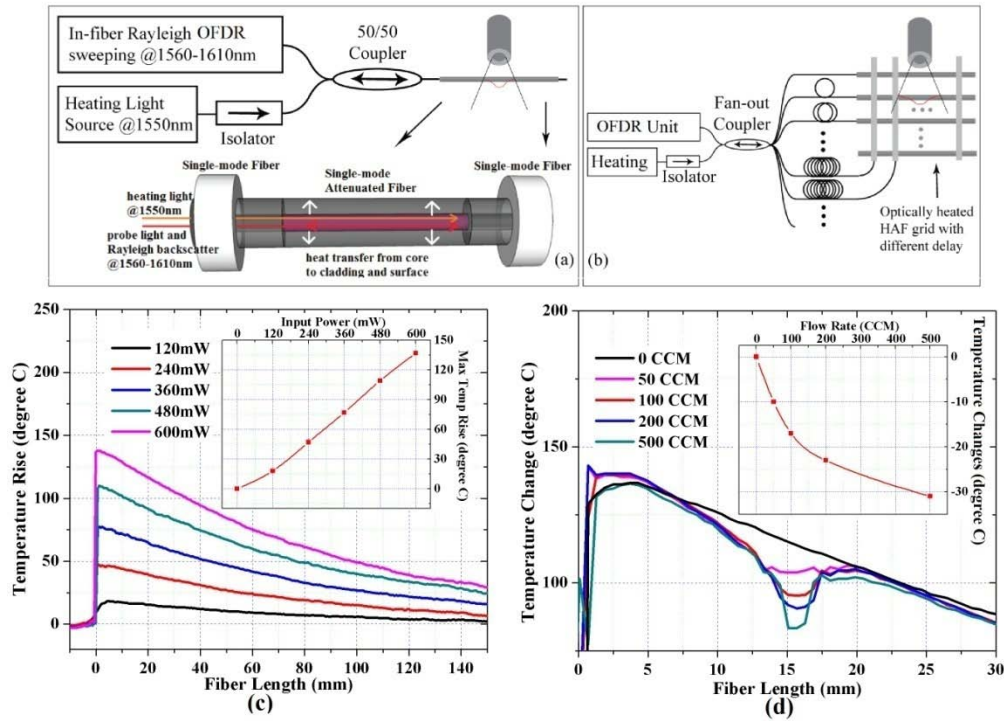 In-fiber Rayleigh OFDR
sweeping @1560-1610nm
50/50
Coupler
Heating Light
Source @1550nm
Isolator
Single-mode Fiber
Single-mode
Attenuated Fiber
Single-mode Fiber
heating light
@1550nm
probe light and
Rayleigh backscatter
@1560-1610nm
heat transfer from core
to cladding and surface
(a)
OFDR Unit
Heating
Isolator
Fan-out
Coupler
Optically heated
HAF grid with
different delay
(b)
Temperature Rise (degree C)
250
200
150
100
50
0
0 20 40 60 80 100 120 140
Fiber Length (mm)
120mW
240mW
360mW
480mW
600mW
Input Power (mW)
0 120 240 360 480 600
150
120
90
60
30
0
Max Temp Rise (degree C)
(c)
Temperature Change (degree C)
200
150
100
0 5 10 15 20 25 30
Fiber Length (mm)
0 CCM
50 CCM
100 CCM
200 CCM
500 CCM
Flow Rate (CCM)
0 100 200 300 400 500
0
-10
-20
-30
Temperature Changes (degree C)
(d)